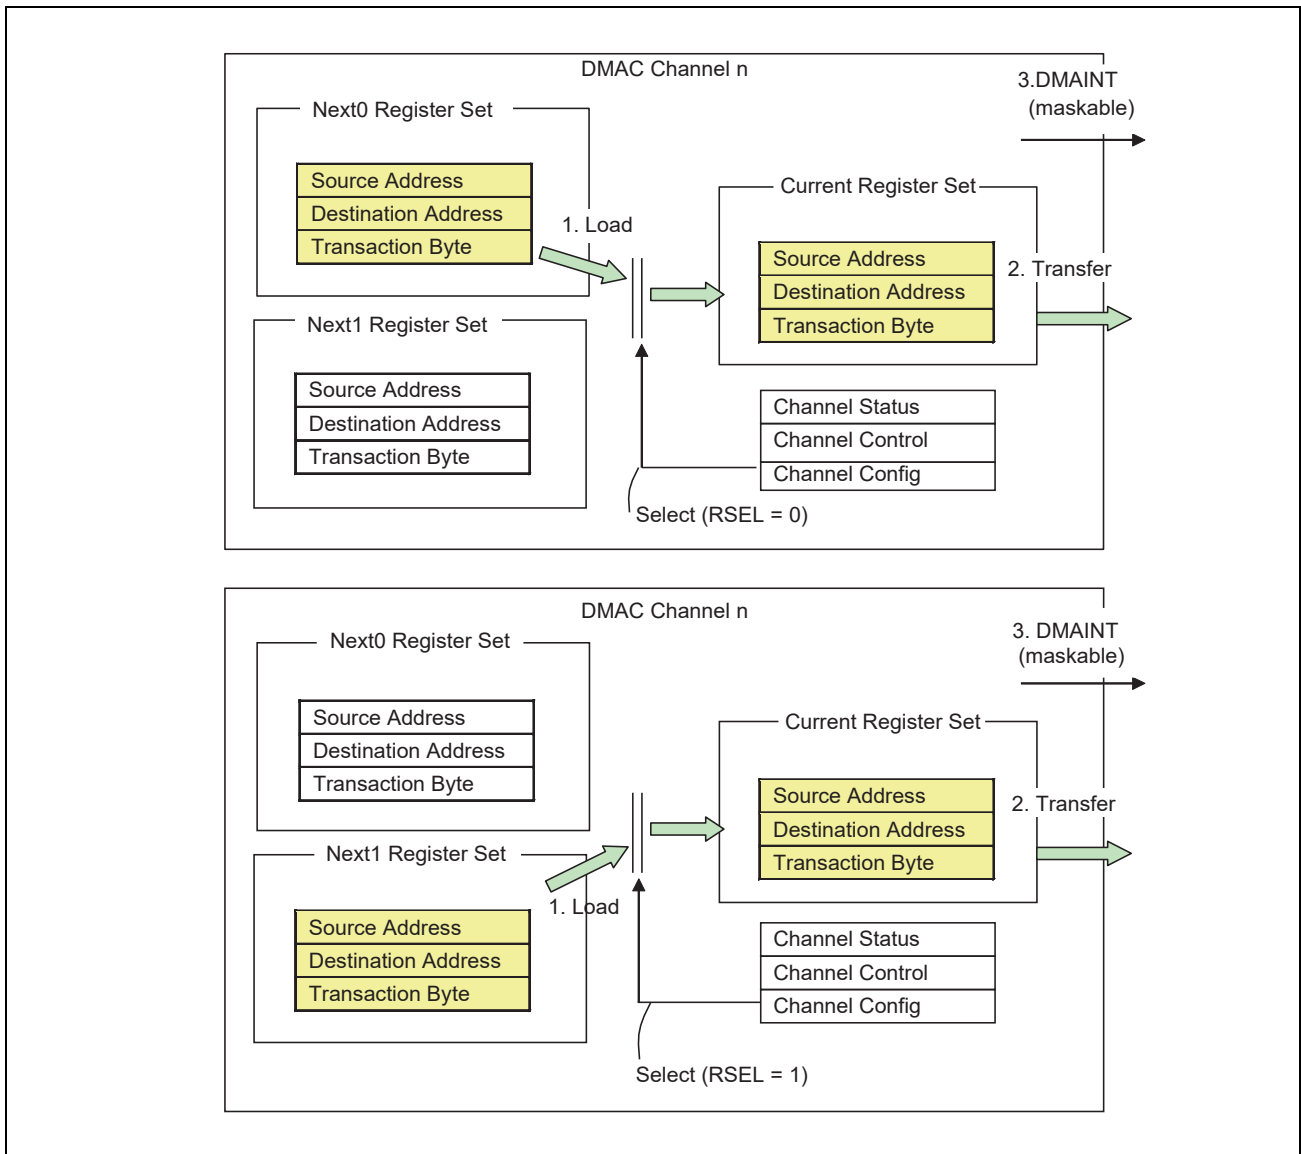 DMAC Channel n
3.DMAINT
(maskable)
Next0 Register Set
Source Address
Destination Address
Transaction Byte
1. Load
Current Register Set
Source Address
Destination Address
Transaction Byte
2. Transfer
Next1 Register Set
Source Address
Destination Address
Transaction Byte
Channel Status
Channel Control
Channel Config
Select (RSEL = 0)
DMAC Channel n
3. DMAINT
(maskable)
Next0 Register Set
Source Address
Destination Address
Transaction Byte
Current Register Set
Source Address
Destination Address
Transaction Byte
2. Transfer
Next1 Register Set
1. Load
Source Address
Destination Address
Transaction Byte
Channel Status
Channel Control
Channel Config
Select (RSEL = 1)